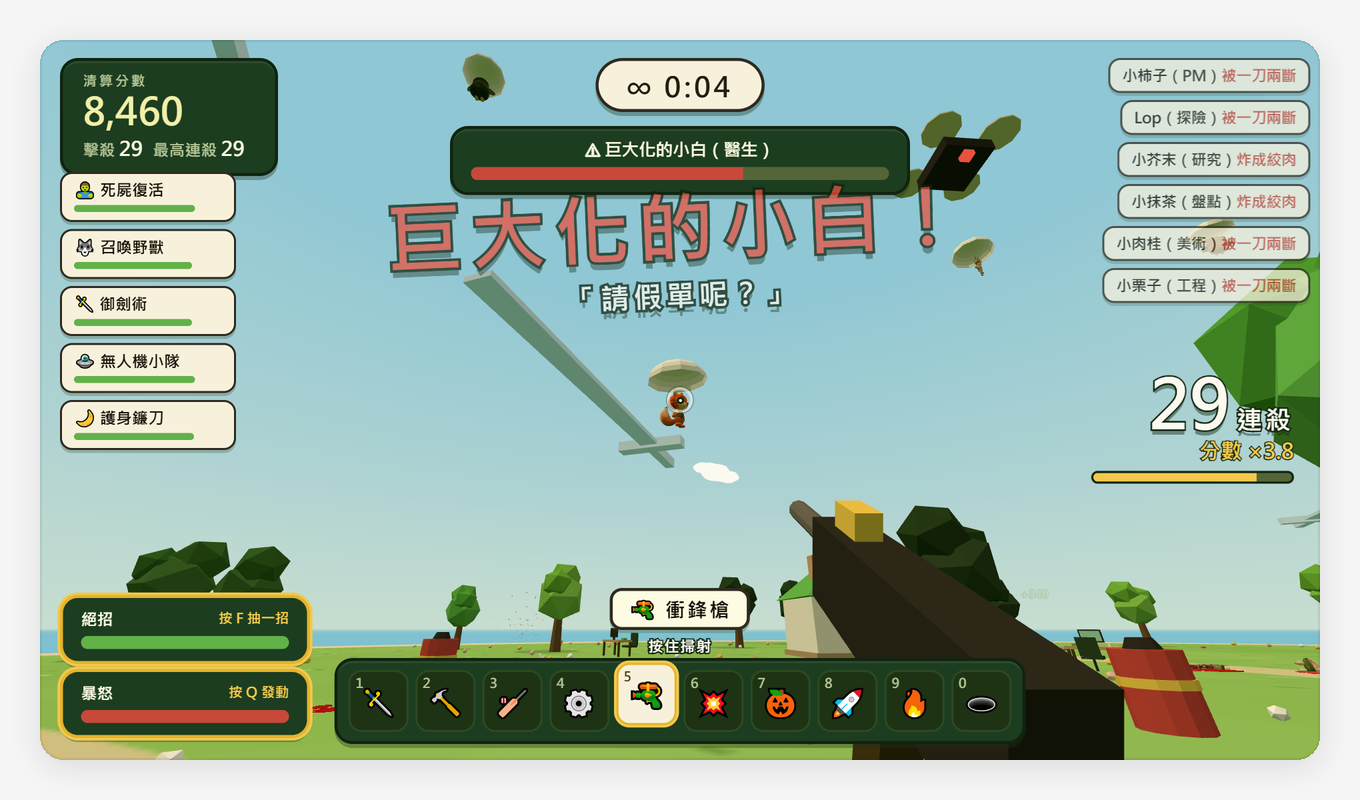 清算分數
8,460
擊殺 29 最高連殺 29
死屍復活
召喚野獸
御劍術
無人機小隊
護身鐮刀
∞ 0:04
⚠ 巨大化的小白（醫生）
巨大化的小白！
「請假單呢？」
小柿子（PM）被一刀兩斷
Lop（探險）被一刀兩斷
小芥末（研究）炸成絞肉
小抹茶（盤點）炸成絞肉
小肉桂（美術）被一刀兩斷
小栗子（工程）被一刀兩斷
29 連殺
分數 ×3.8
絕招 按 F 抽一招
暴怒 按 Q 發動
衝鋒槍
按住掃射
1 2 3 4 5 6 7 8 9 0